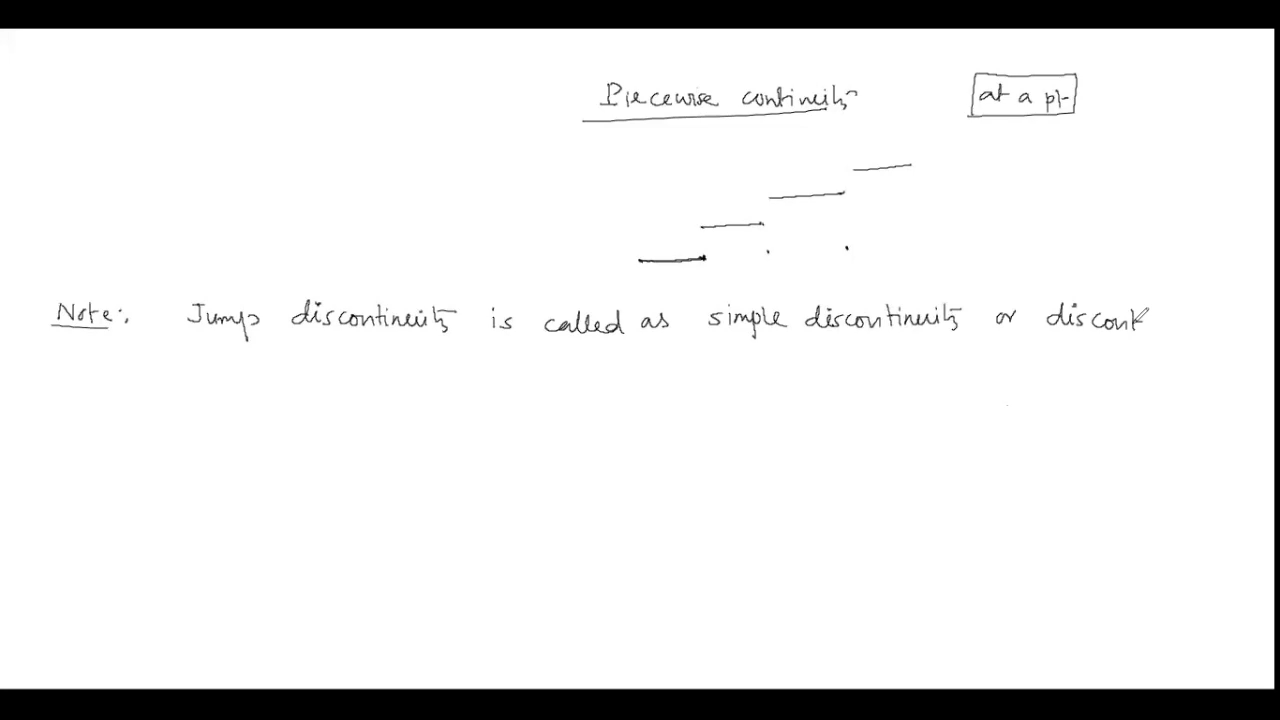 Piecewise continuity at a pt
Note:. Jump discontinuity is called as simple discontinuity or discont